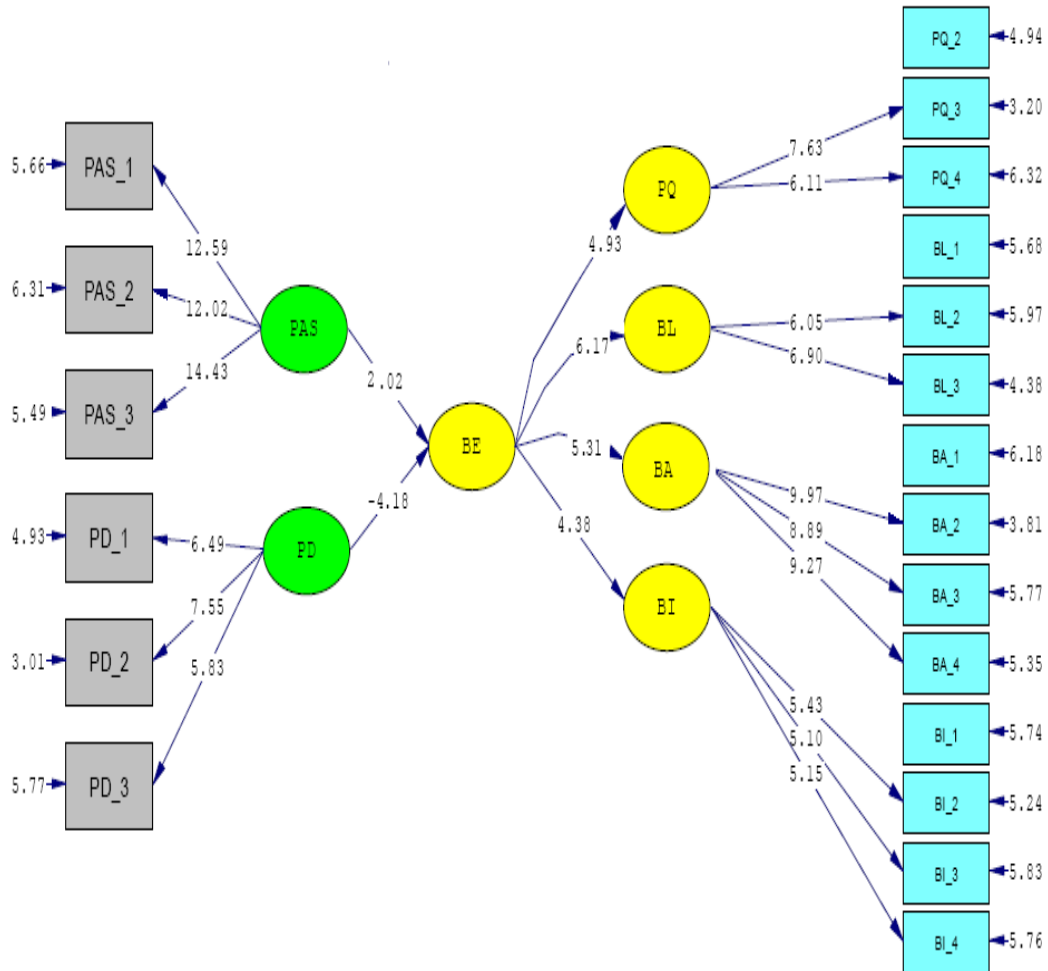 PQ_2
4.94
PQ_3
3.20
PAS_1
5.66
7.63
PQ
6.11
PQ_4
6.32
12.59
4.93
BL_1
5.68
PAS_2
6.31
12.02
PAS
BL
6.05
BL_2
5.97
6.17
6.90
14.43
2.02
BL_3
4.38
PAS_3
5.49
BE
5.31
BA
BA_1
6.18
-4.18
9.97
BA_2
3.81
PD_1
4.93
6.49
PD
4.38
8.89
9.27
7.55
BI
BA_3
5.77
PD_2
3.01
5.83
BA_4
5.35
5.43
BI_1
5.74
5.10
5.15
PD_3
5.77
BI_2
5.24
BI_3
5.83
BI_4
5.76